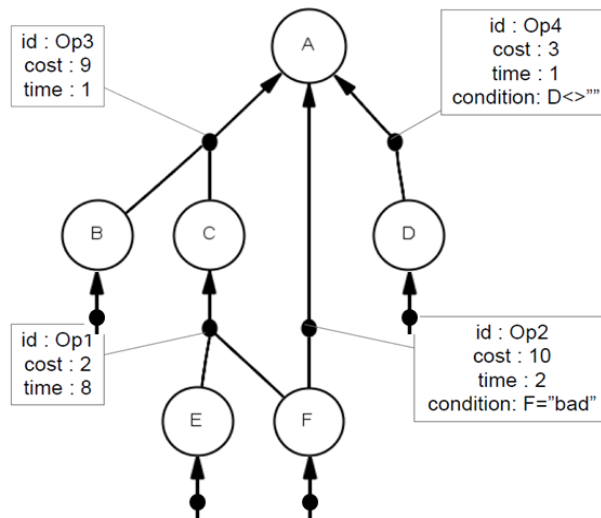 id : Op3
cost : 9
time : 1
A
id : Op4
cost : 3
time : 1
condition: D<>””
B
C
D
id : Op1
cost : 2
time : 8
id : Op2
cost : 10
time : 2
condition: F=”bad”
E
F